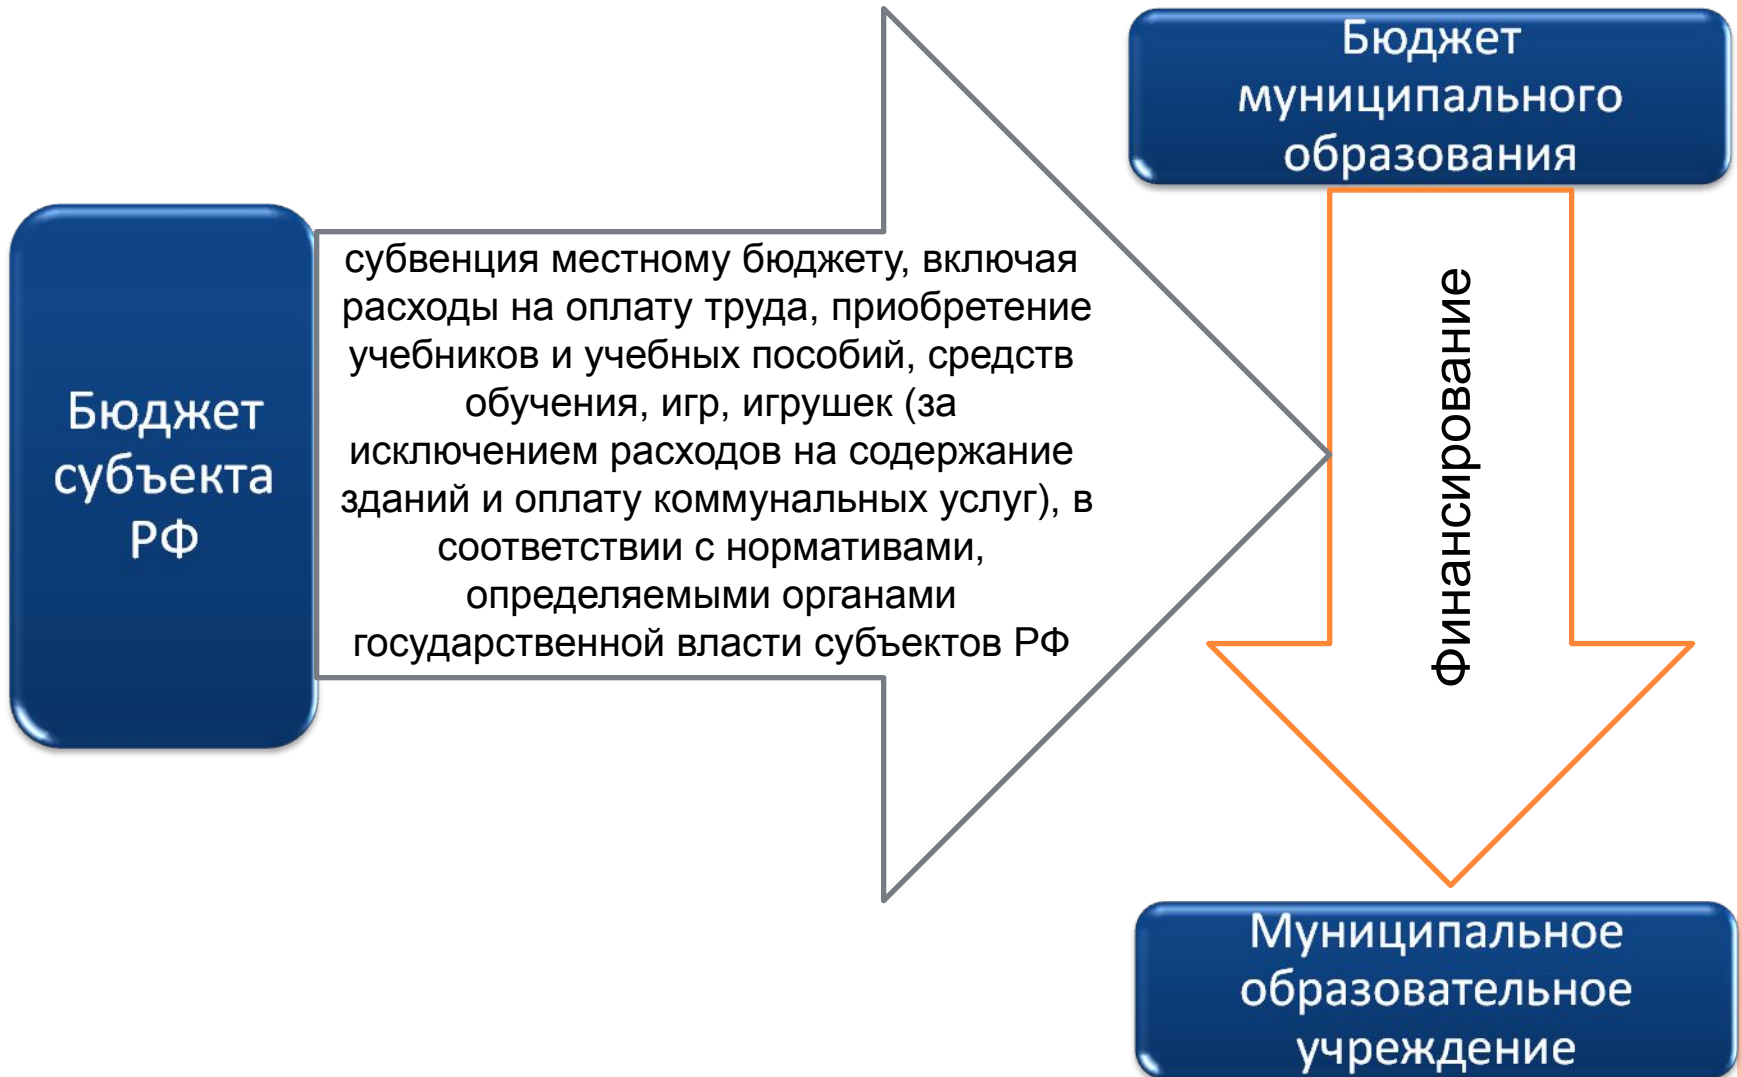 Бюджет
субъекта
РФ
субвенция местному бюджету, включая
расходы на оплату труда, приобретение
учебников и учебных пособий, средств
обучения, игр, игрушек (за
исключением расходов на содержание
зданий и оплату коммунальных услуг), в
соответствии с нормативами,
определяемыми органами
государственной власти субъектов РФ
Бюджет
муниципального
образования
Финансирование
Муниципальное
образовательное
учреждение